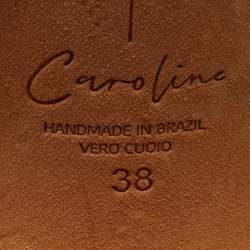 Caroline
HANDMADE IN BRAZIL
VERO CUOIO
38